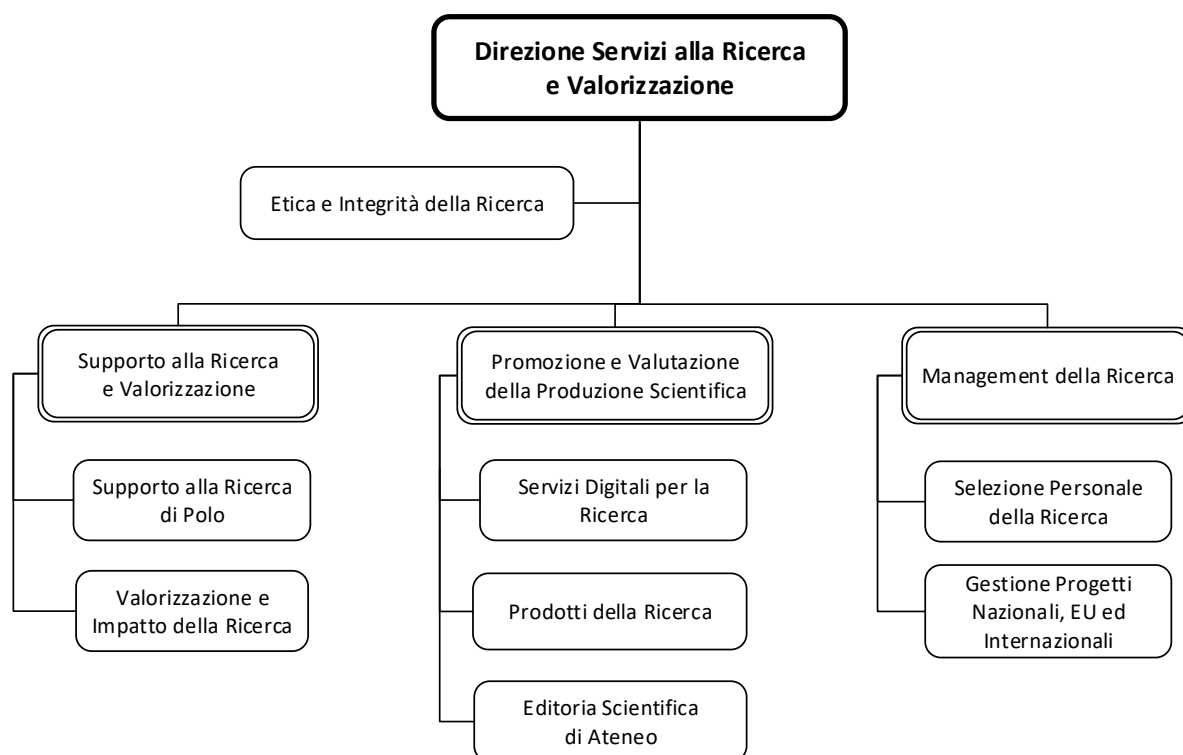 Direzione Servizi alla Ricerca
e Valorizzazione
Etica e Integrità della Ricerca
Supporto alla Ricerca
e Valorizzazione
Supporto alla Ricerca
di Polo
Valorizzazione e
Impatto della Ricerca
Promozione e Valutazione
della Produzione Scientifica
Servizi Digitali per la
Ricerca
Prodotti della Ricerca
Editoria Scientifica
di Ateneo
Management della Ricerca
Selezione Personale
della Ricerca
Gestione Progetti
Nazionali, EU ed
Internazionali